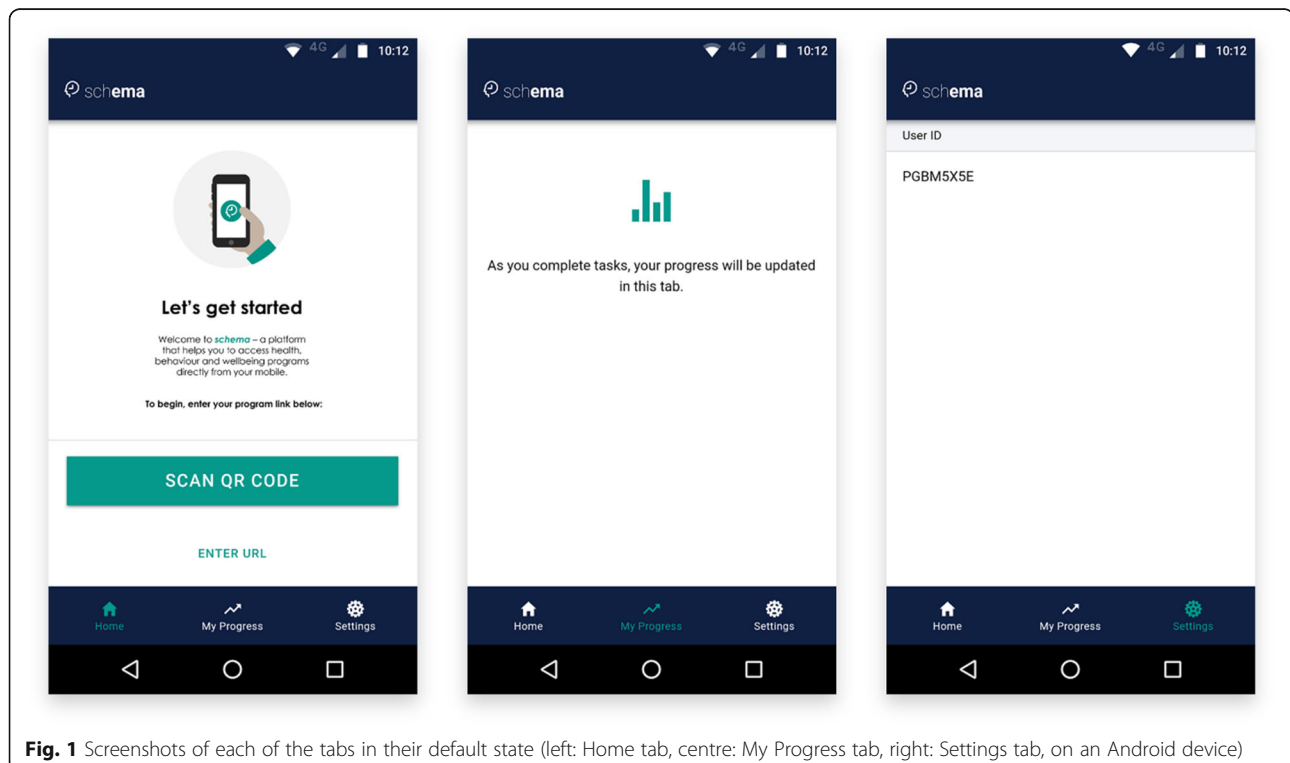 4G 10:12
schema
Let's get started
Welcome to schema – a platform
that helps you to access health,
behaviour and wellbeing programs
directly from your mobile.
To begin, enter your program link below:
SCAN QR CODE
ENTER URL
Home My Progress Settings
4G 10:12
schema
As you complete tasks, your progress will be updated
in this tab.
Home My Progress Settings
4G 10:12
schema
User ID
PGBM5X5E
Home My Progress Settings
Fig. 1 Screenshots of each of the tabs in their default state (left: Home tab, centre: My Progress tab, right: Settings tab, on an Android device)